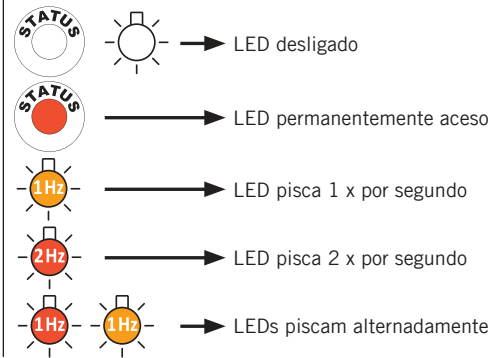 STATUS
LED desligado
STATUS
LED permanentemente aceso
1Hz
LED pisca 1 x por segundo
2Hz
LED pisca 2 x por segundo
1Hz 1Hz
LEDs piscam alternadamente